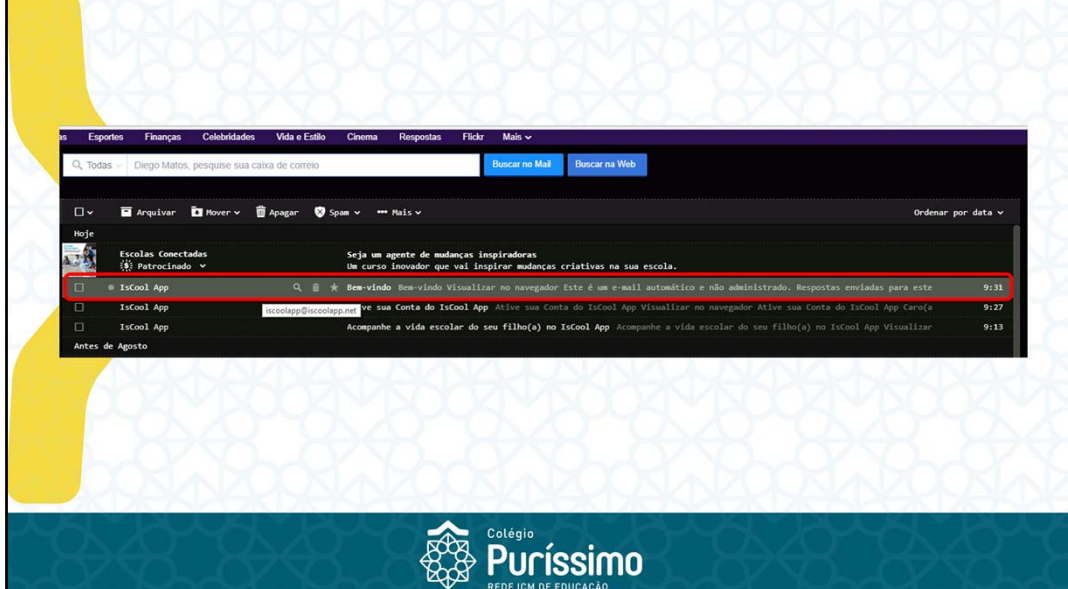 as Esportes Finanças Celebridades Vida e Estilo Cinema Respostas Flickr Mais
Todas Diego Matos, pesquise sua caixa de correio Buscar no Mail Buscar na Web
Arquivar Mover Apagar Spam Mais Ordenar por data
Hoje
Escolas Conectadas Seja um agente de mudanças inspiradoras
Patrocinado Um curso inovador que vai inspirar mudanças criativas na sua escola.
IsCool App Bem-vindo Bem-vindo Visualizar no navegador Este é um e-mail automático e não administrado. Respostas enviadas para este 9:31
IsCool App iscoolapp@iscoolapp.net ve sua Conta do IsCool App Ative sua Conta do IsCool App Visualizar no navegador Ative sua Conta do IsCool App Caro(a 9:27
IsCool App Acompanhe a vida escolar do seu filho(a) no IsCool App Acompanhe a vida escolar do seu filho(a) no IsCool App Visualizar 9:13
Antes de Agosto
Colégio
Puríssimo
REDE ICM DE EDUCAÇÃO